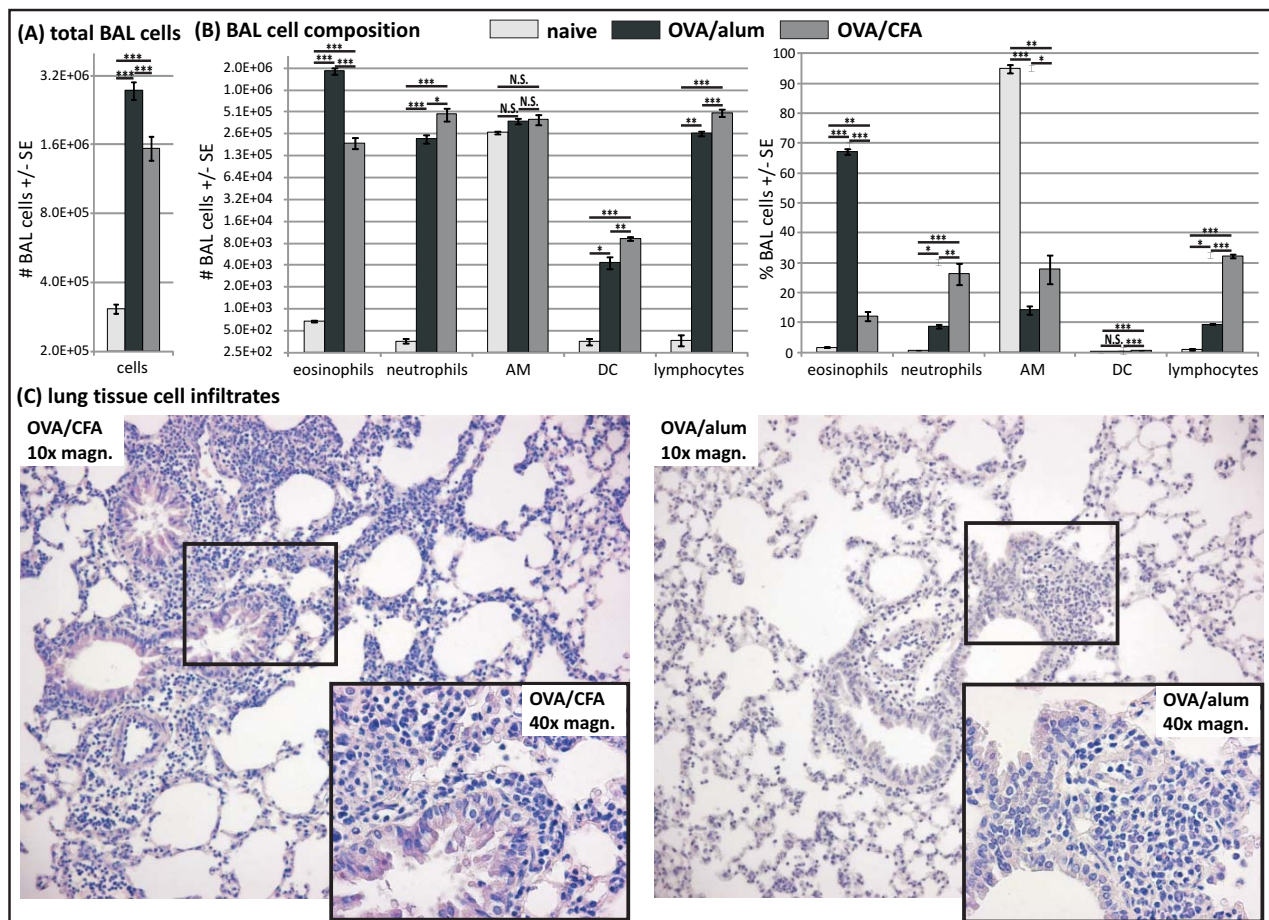 (A) total BAL cells
(B) BAL cell composition
naive
OVA/alum
OVA/CFA
# BAL cells +/- SE
3.2E+06
1.6E+06
8.0E+05
4.0E+05
2.0E+05
***
***
***
cells
# BAL cells +/- SE
2.0E+06
1.0E+06
5.1E+05
2.6E+05
1.3E+05
6.4E+04
3.2E+04
1.6E+04
8.0E+03
4.0E+03
2.0E+03
1.0E+03
5.0E+02
2.5E+02
***
***
***
***
***
*
N.S.
N.S.
N.S.
***
*
**
***
**
***
eosinophils
neutrophils
AM
DC
lymphocytes
% BAL cells +/- SE
100
90
80
70
60
50
40
30
20
10
0
**
***
***
***
*
**
**
***
*
***
N.S.
***
***
*
***
eosinophils
neutrophils
AM
DC
lymphocytes
(C) lung tissue cell infiltrates
OVA/CFA
10x magn.
OVA/CFA
40x magn.
OVA/alum
10x magn.
OVA/alum
40x magn.